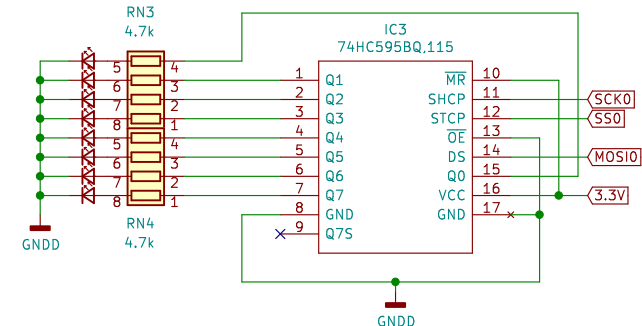 RN3
4.7k
IC3
74HC595BQ,115
5 4
6 3
7 2
8 1
5 4
6 3
7 2
8 1
RN4
4.7k
GNDD
1 Q1 MR 10
2 Q2 SHCP 11 SCK0
3 Q3 STCP 12 SS0
4 Q4 OE 13
5 Q5 DS 14 MOSI0
6 Q6 Q0 15
7 Q7 VCC 16 3.3V
8 GND GND 17
9 Q7S
GNDD